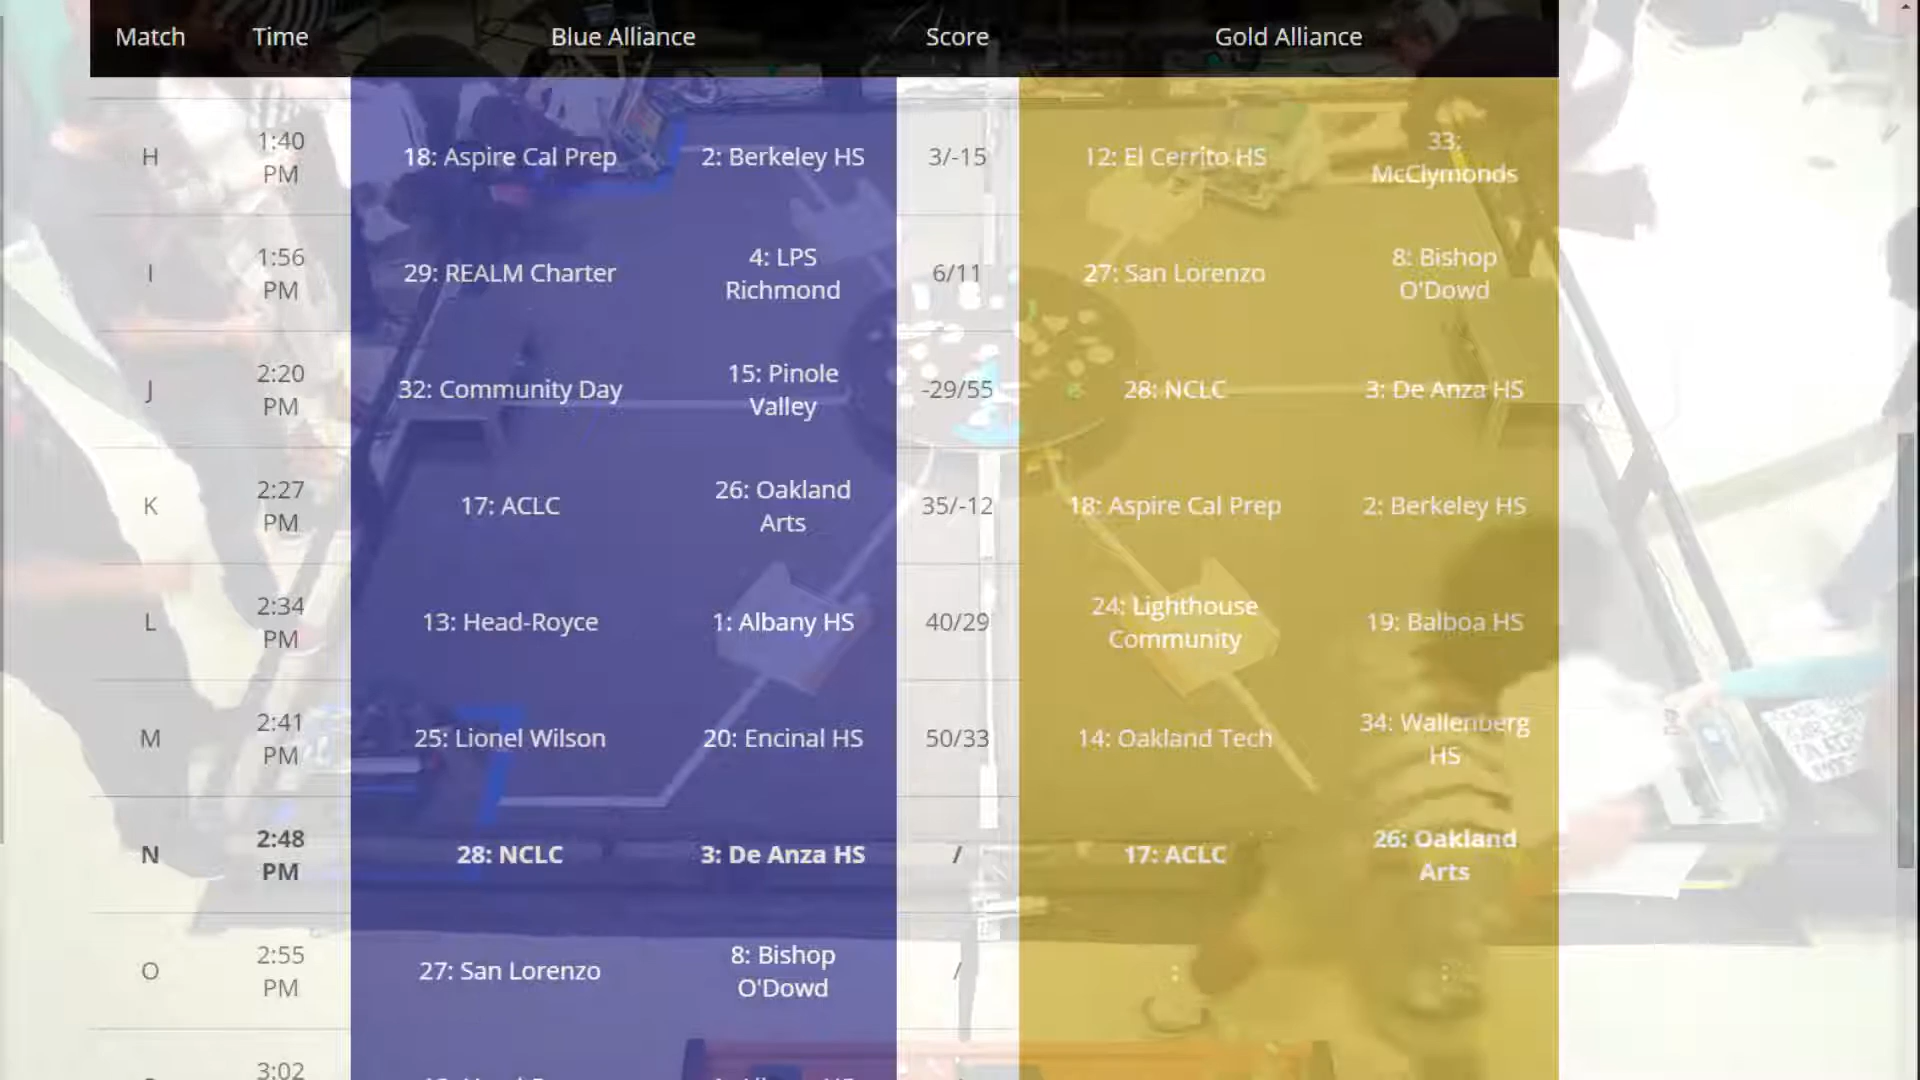 Match Time Blue Alliance Score Gold Alliance
H 1:40 PM 18: Aspire Cal Prep 2: Berkeley HS 3/-15 12: El Cerrito HS 33: McClymonds
I 1:56 PM 29: REALM Charter 4: LPS Richmond 6/11 27: San Lorenzo 8: Bishop O'Dowd
J 2:20 PM 32: Community Day 15: Pinole Valley -29/55 28: NCLC 3: De Anza HS
K 2:27 PM 17: ACLC 26: Oakland Arts 35/-12 18: Aspire Cal Prep 2: Berkeley HS
L 2:34 PM 13: Head-Royce 1: Albany HS 40/29 24: Lighthouse Community 19: Balboa HS
M 2:41 PM 25: Lionel Wilson 20: Encinal HS 50/33 14: Oakland Tech 34: Wallenberg HS
N 2:48 PM 28: NCLC 3: De Anza HS / 17: ACLC 26: Oakland Arts
O 2:55 PM 27: San Lorenzo 8: Bishop O'Dowd / : :
3:02